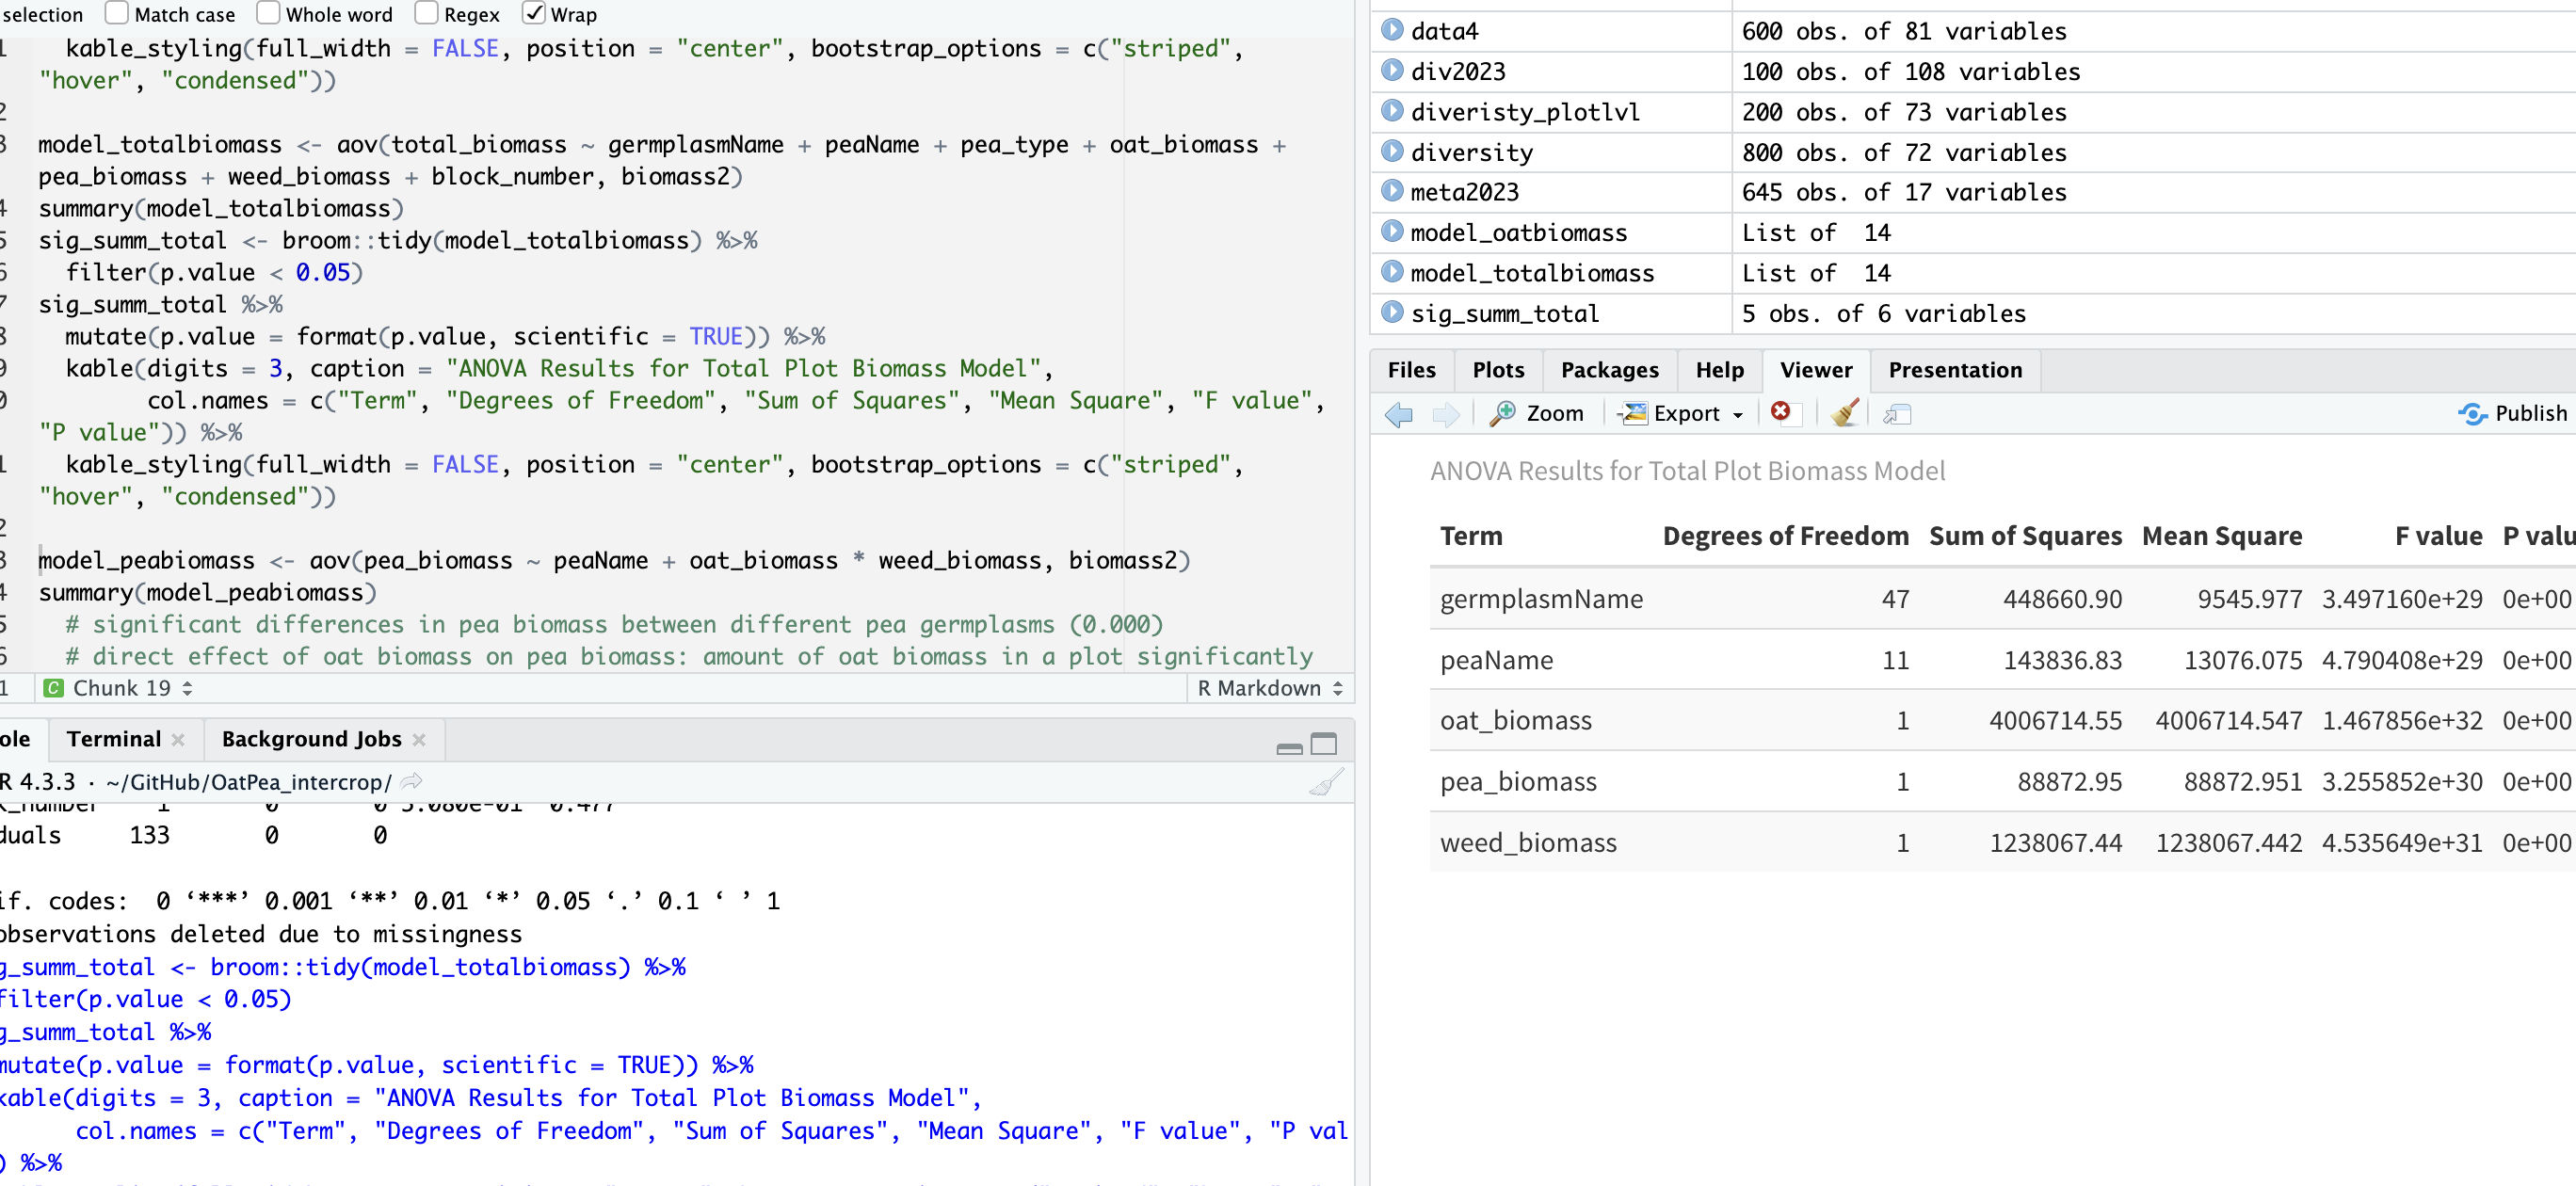 selection Match case Whole word Regex Wrap
1 kable_styling(full_width = FALSE, position = "center", bootstrap_options = c("striped",
"hover", "condensed"))
2
3 model_totalbiomass <- aov(total_biomass ~ germplasmName + peaName + pea_type + oat_biomass +
pea_biomass + weed_biomass + block_number, biomass2)
4 summary(model_totalbiomass)
5 sig_summ_total <- broom::tidy(model_totalbiomass) %>%
6 filter(p.value < 0.05)
7 sig_summ_total %>%
8 mutate(p.value = format(p.value, scientific = TRUE)) %>%
9 kable(digits = 3, caption = "ANOVA Results for Total Plot Biomass Model",
0 col.names = c("Term", "Degrees of Freedom", "Sum of Squares", "Mean Square", "F value",
"P value")) %>%
1 kable_styling(full_width = FALSE, position = "center", bootstrap_options = c("striped",
"hover", "condensed"))
2
3 model_peabiomass <- aov(pea_biomass ~ peaName + oat_biomass * weed_biomass, biomass2)
4 summary(model_peabiomass)
5 # significant differences in pea biomass between different pea germplasms (0.000)
6 # direct effect of oat biomass on pea biomass: amount of oat biomass in a plot significantly
1 C Chunk 19 R Markdown
ole Terminal Background Jobs
R 4.3.3 · ~/GitHub/OatPea_intercrop/
duals 133 0 0
if. codes: 0 ‘***’ 0.001 ‘**’ 0.01 ‘*’ 0.05 ‘.’ 0.1 ‘ ’ 1
observations deleted due to missingness
g_summ_total <- broom::tidy(model_totalbiomass) %>%
filter(p.value < 0.05)
g_summ_total %>%
mutate(p.value = format(p.value, scientific = TRUE)) %>%
kable(digits = 3, caption = "ANOVA Results for Total Plot Biomass Model",
col.names = c("Term", "Degrees of Freedom", "Sum of Squares", "Mean Square", "F value", "P val
) %>%
data4 600 obs. of 81 variables
div2023 100 obs. of 108 variables
diveristy_plotlvl 200 obs. of 73 variables
diversity 800 obs. of 72 variables
meta2023 645 obs. of 17 variables
model_oatbiomass List of 14
model_totalbiomass List of 14
sig_summ_total 5 obs. of 6 variables
Files Plots Packages Help Viewer Presentation
Zoom Export Publish
ANOVA Results for Total Plot Biomass Model
Term Degrees of Freedom Sum of Squares Mean Square F value P valu
germplasmName 47 448660.90 9545.977 3.497160e+29 0e+00
peaName 11 143836.83 13076.075 4.790408e+29 0e+00
oat_biomass 1 4006714.55 4006714.547 1.467856e+32 0e+00
pea_biomass 1 88872.95 88872.951 3.255852e+30 0e+00
weed_biomass 1 1238067.44 1238067.442 4.535649e+31 0e+00